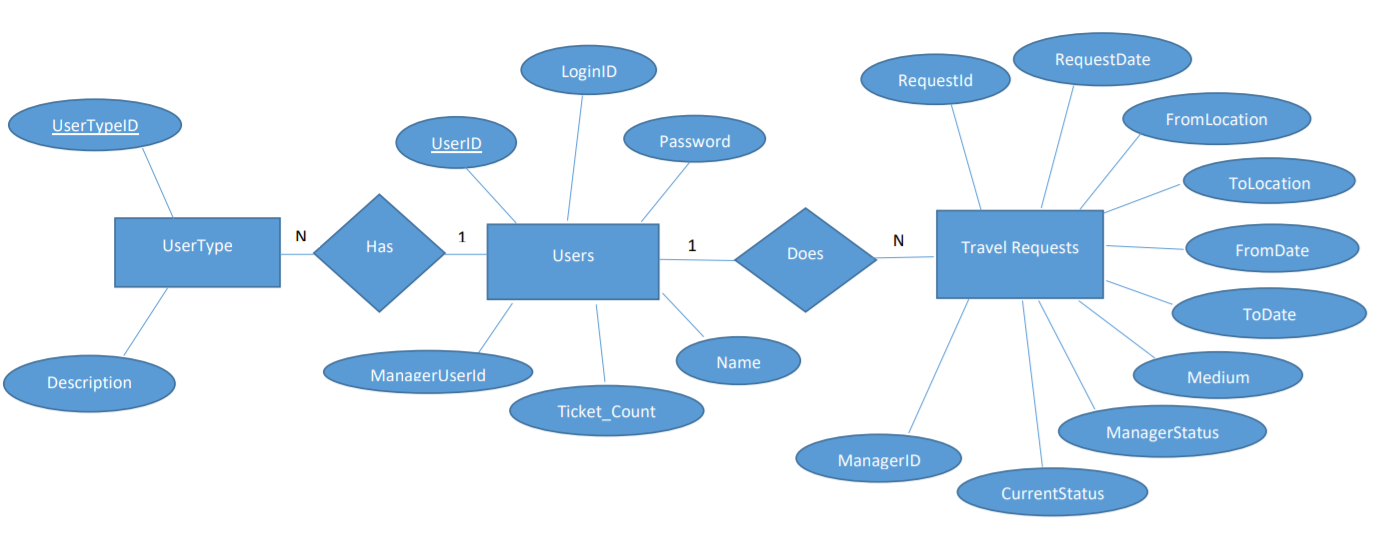 LoginID
RequestDate
RequestId
FromLocation
UserTypeID
UserID
Password
ToLocation
UserType
N
Has
1
Users
1
Does
N
Travel Requests
FromDate
ToDate
Description
ManagerUserId
Name
Medium
Ticket_Count
ManagerStatus
ManagerID
CurrentStatus